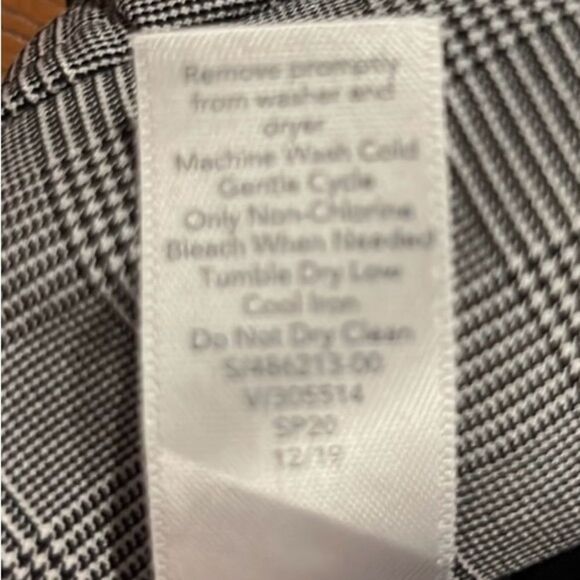 Remove promptly
from washer and
dryer
Machine Wash Cold
Gentle Cycle
Only Non-Chlorine
Bleach When Needed
Tumble Dry Low
Cool Iron
Do Not Dry Clean
S/486213-00
V/305514
SP20
12/19